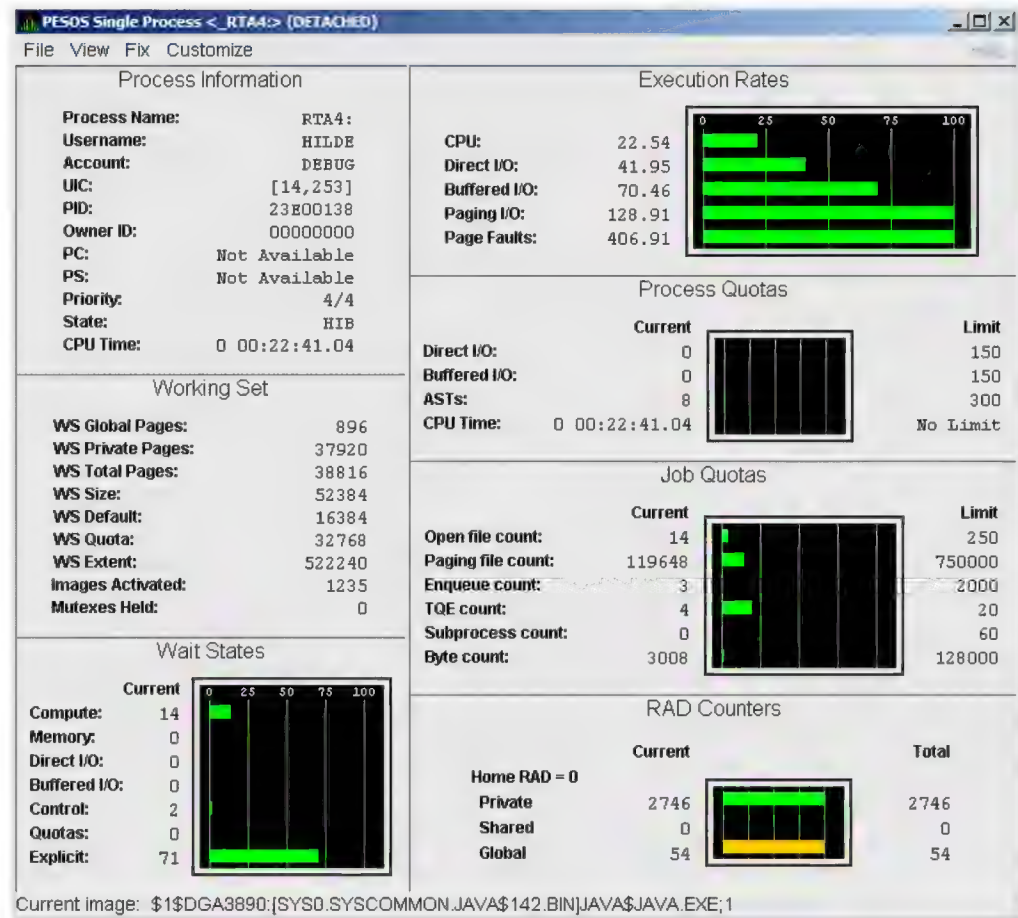 PESOS Single Process <_RTA4:> (DETACHED)
File View Fix Customize
Process Information
Process Name: RTA4:
Username: HILDE
Account: DEBUG
UIC: [14,253]
PID: 23E00138
Owner ID: 00000000
PC: Not Available
PS: Not Available
Priority: 4/4
State: HIB
CPU Time: 0 00:22:41.04
Working Set
WS Global Pages: 896
WS Private Pages: 37920
WS Total Pages: 38816
WS Size: 52384
WS Default: 16384
WS Quota: 32768
WS Extent: 522240
Images Activated: 1235
Mutexes Held: 0
Wait States
Current 0 25 50 75 100
Compute: 14
Memory: 0
Direct I/O: 0
Buffered I/O: 0
Control: 2
Quotas: 0
Explicit: 71
Execution Rates
0 25 50 75 100
CPU: 22.54
Direct I/O: 41.95
Buffered I/O: 70.46
Paging I/O: 128.91
Page Faults: 406.91
Process Quotas
Current Limit
Direct I/O: 0 150
Buffered I/O: 0 150
ASTs: 8 300
CPU Time: 0 00:22:41.04 No Limit
Job Quotas
Current Limit
Open file count: 14 250
Paging file count: 119648 750000
Enqueue count: 3 2000
TQE count: 4 20
Subprocess count: 0 60
Byte count: 3008 128000
RAD Counters
Current Total
Home RAD = 0
Private 2746 2746
Shared 0 0
Global 54 54
Current image: $1$DGA3890:[SYS0.SYSCOMMON.JAVA$142.BIN]JAVA$JAVA.EXE;1